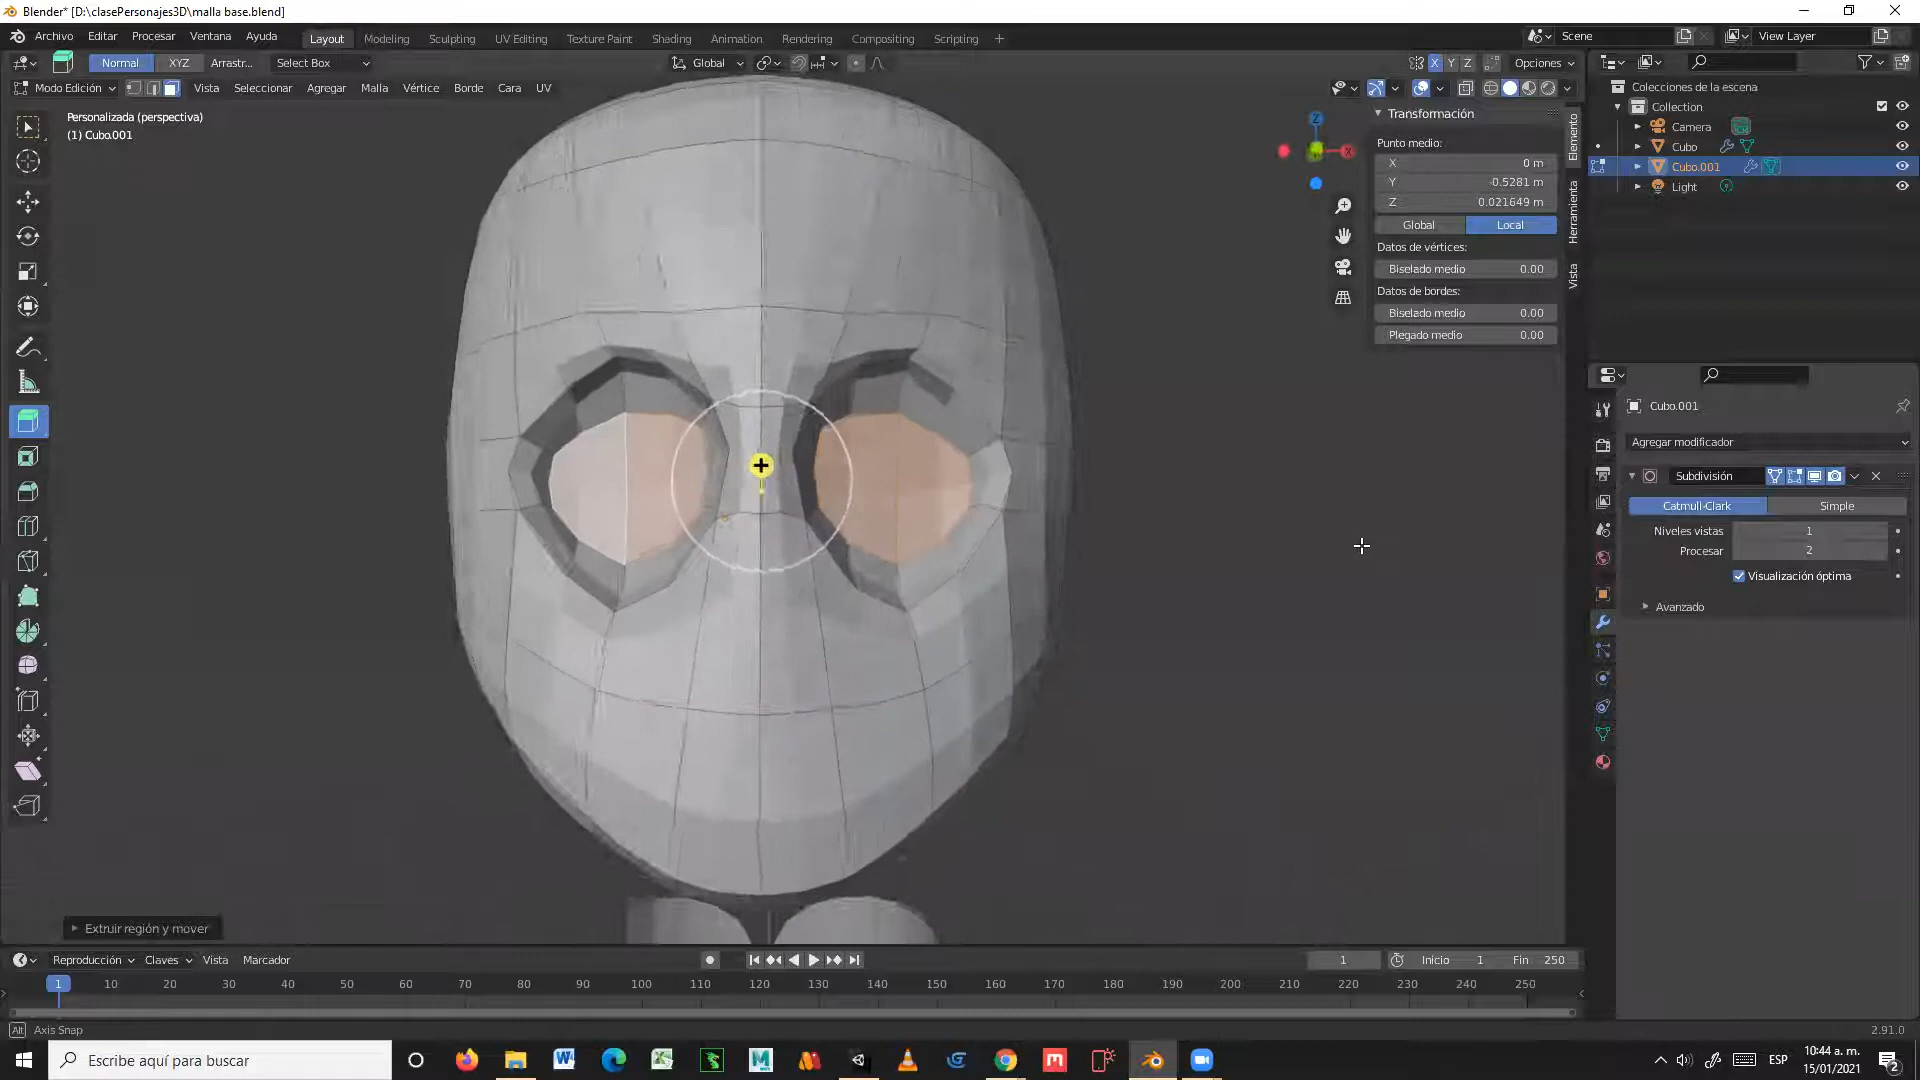 Blender* [D:\clasePersonajes3D\malla base.blend]
Archivo Editar Procesar Ventana Ayuda Layout Modeling Sculpting UV Editing Texture Paint Shading Animation Rendering Compositing Scripting + Scene View Layer
Normal XYZ Arrastr... Select Box Global X Y Z Opciones
Modo Edición Vista Seleccionar Agregar Malla Vértice Borde Cara UV
Personalizada (perspectiva)
(1) Cubo.001
Z
X
Transformación
Punto medio:
X 0 m
Y -0.5281 m
Z 0.021649 m
Global Local
Datos de vértices:
Biselado medio 0.00
Datos de bordes:
Biselado medio 0.00
Plegado medio 0.00
Elemento
Herramienta
Vista
Colecciones de la escena
Collection
Camera
Cubo
Cubo.001
Light
Cubo.001
Agregar modificador
Subdivisión
Catmull-Clark Simple
Niveles vistas 1
Procesar 2
Visualización óptima
Avanzado
Extruir región y mover
Reproducción Claves Vista Marcador 1 Inicio 1 Fin 250
1 10 20 30 40 50 60 70 80 90 100 110 120 130 140 150 160 170 180 190 200 210 220 230 240 250
Alt Axis Snap 2.91.0
Escribe aquí para buscar
ESP
10:44 a. m.
15/01/2021
2